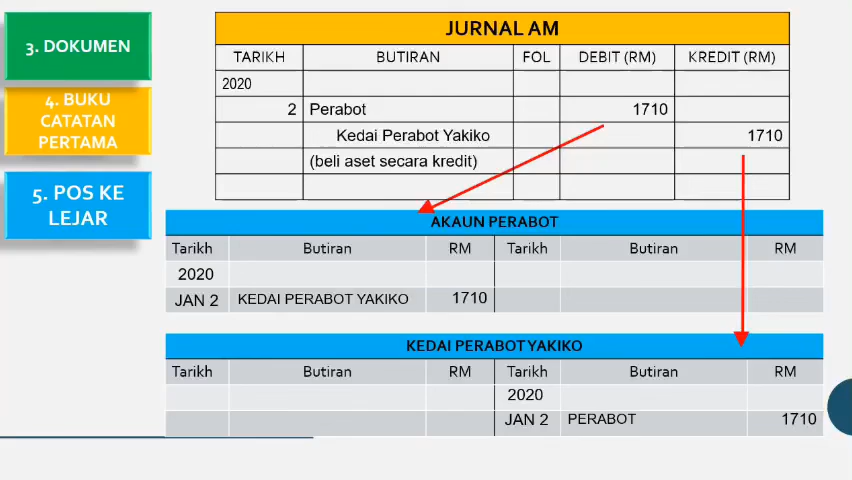 3. DOKUMEN
4. BUKU
CATATAN
PERTAMA
5. POS KE
LEJAR
JURNAL AM
TARIKH BUTIRAN FOL DEBIT (RM) KREDIT (RM)
2020
2 Perabot 1710
Kedai Perabot Yakiko 1710
(beli aset secara kredit)
AKAUN PERABOT
Tarikh Butiran RM Tarikh Butiran RM
2020
JAN 2 KEDAI PERABOT YAKIKO 1710
KEDAI PERABOT YAKIKO
Tarikh Butiran RM Tarikh Butiran RM
2020
JAN 2 PERABOT 1710